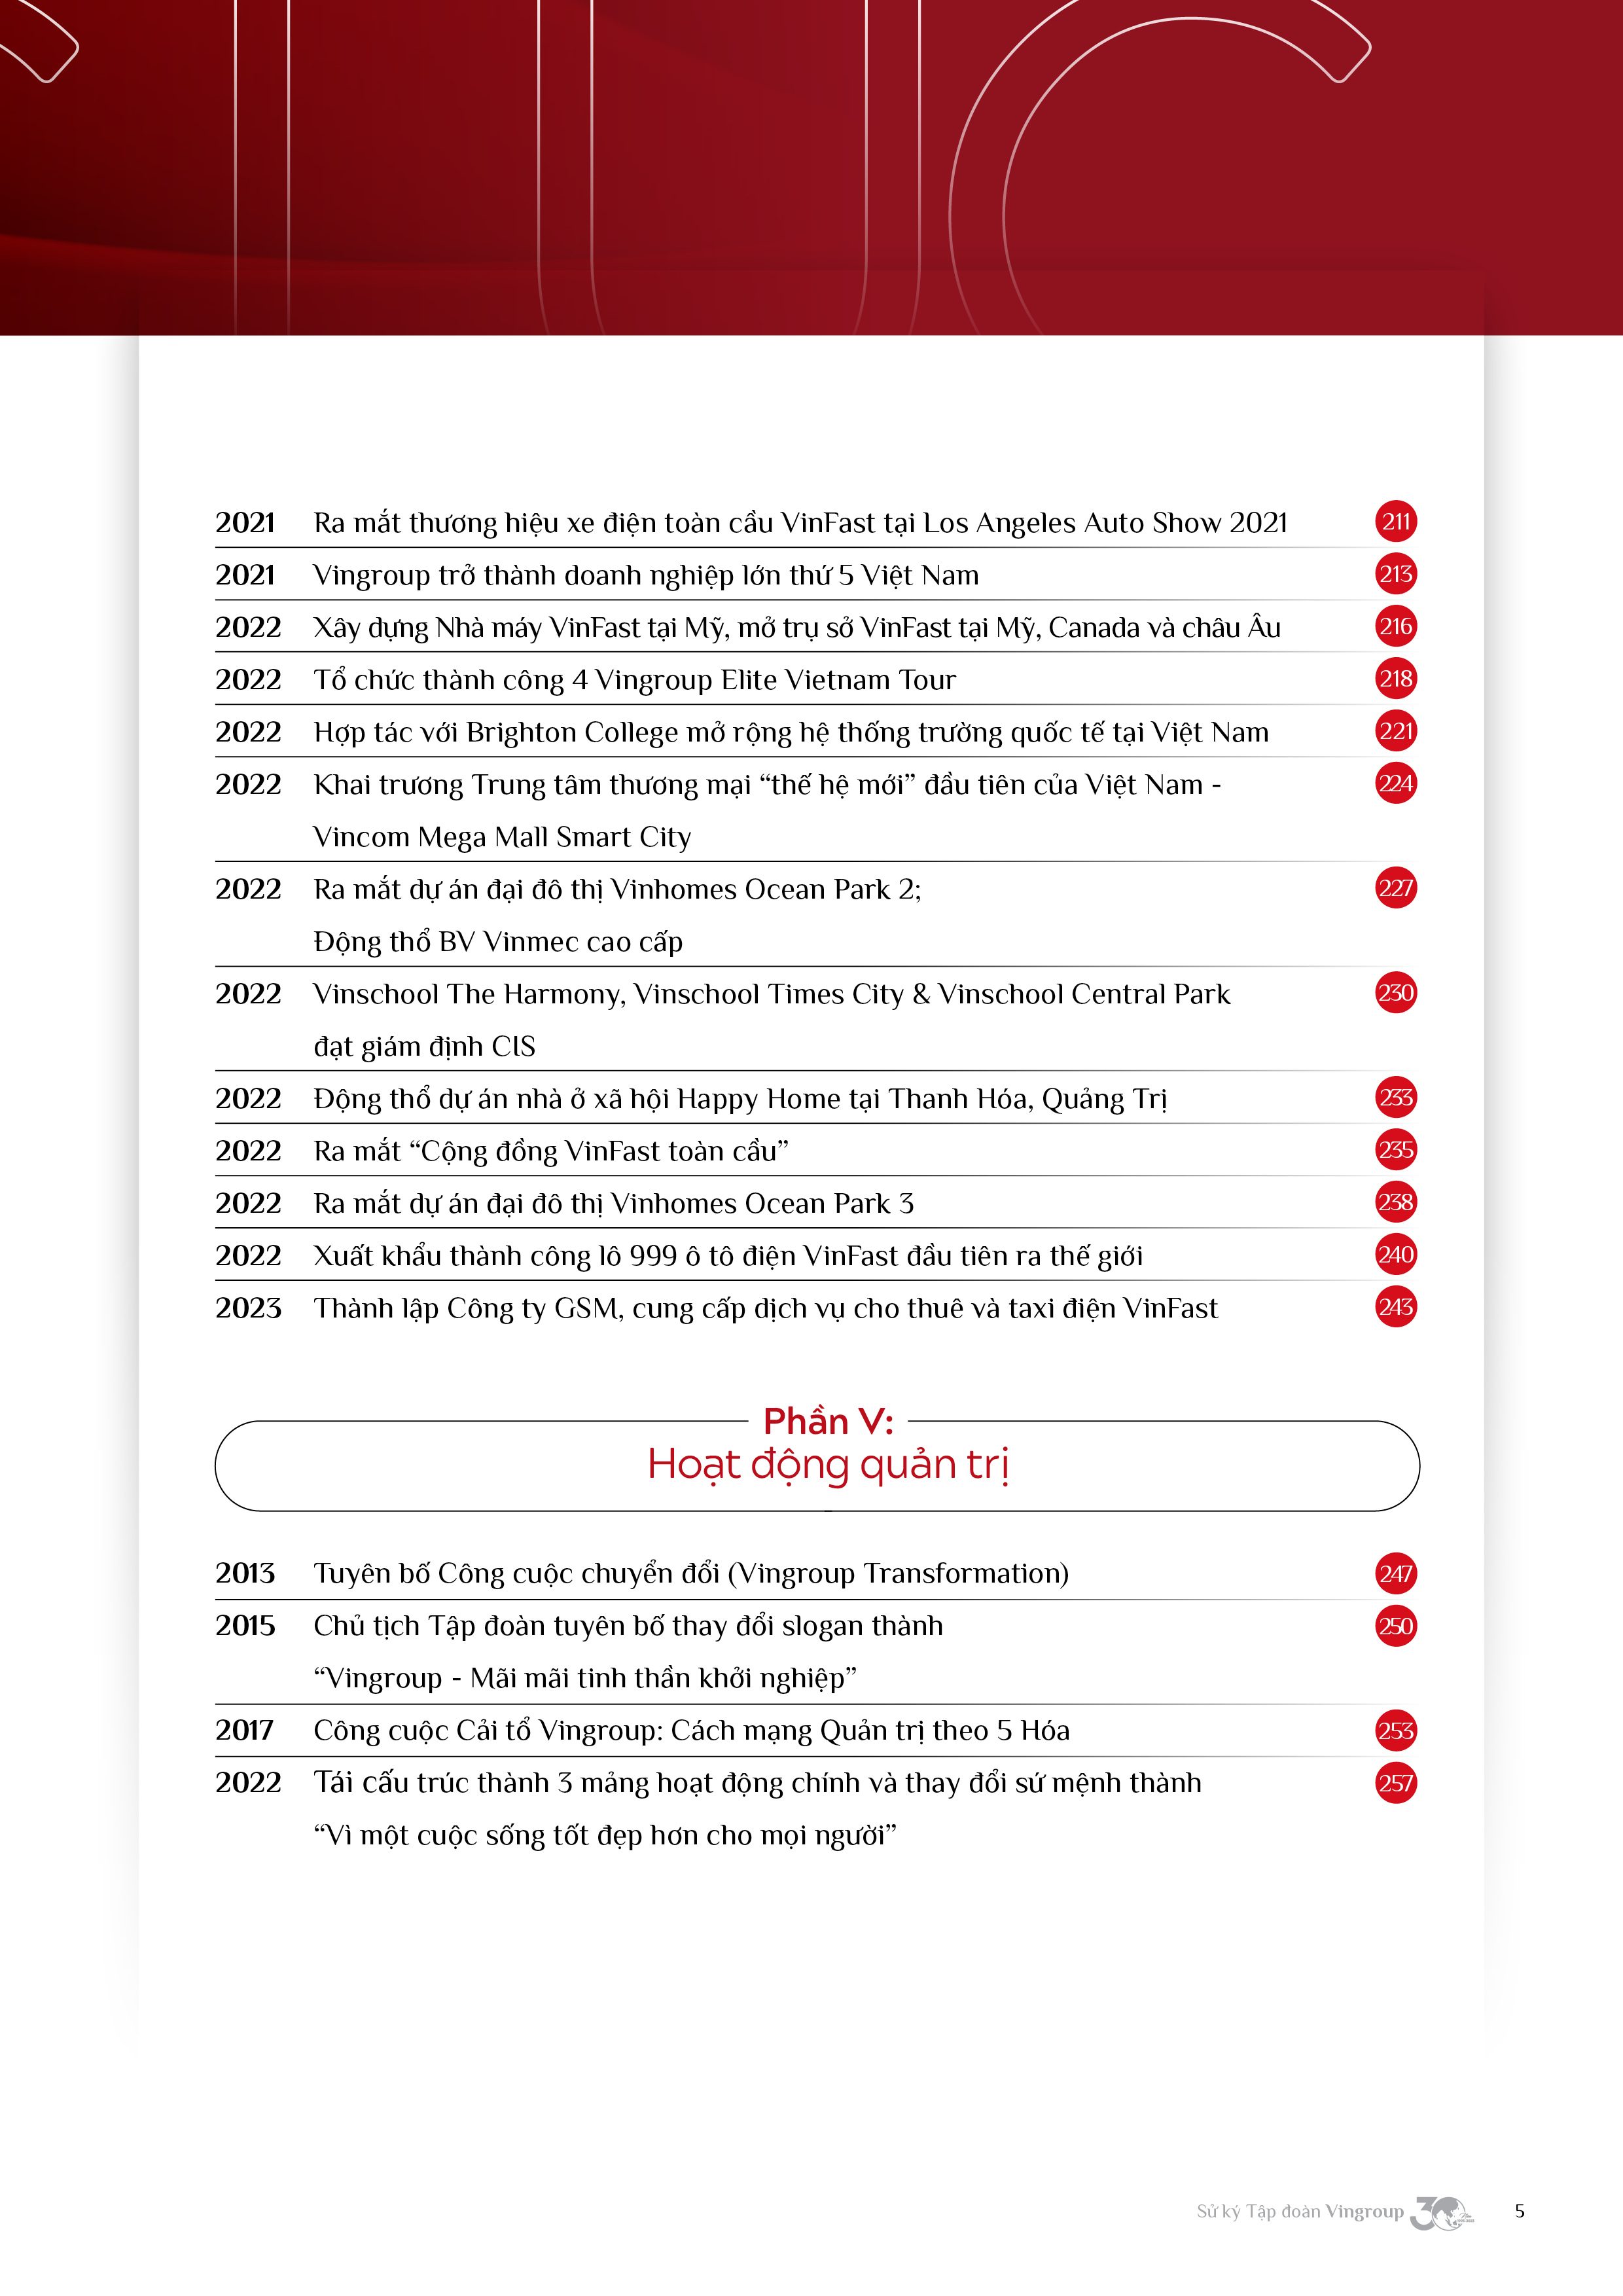 2021 Ra mắt thương hiệu xe điện toàn cầu VinFast tại Los Angeles Auto Show 2021 211
2021 Vingroup trở thành doanh nghiệp lớn thứ 5 Việt Nam 213
2022 Xây dựng Nhà máy VinFast tại Mỹ, mở trụ sở VinFast tại Mỹ, Canada và châu Âu 216
2022 Tổ chức thành công 4 Vingroup Elite Vietnam Tour 218
2022 Hợp tác với Brighton College mở rộng hệ thống trường quốc tế tại Việt Nam 221
2022 Khai trương Trung tâm thương mại “thế hệ mới” đầu tiên của Việt Nam - 224
Vincom Mega Mall Smart City
2022 Ra mắt dự án đại đô thị Vinhomes Ocean Park 2; 227
Động thổ BV Vinmec cao cấp
2022 Vinschool The Harmony, Vinschool Times City & Vinschool Central Park 230
đạt giám định CIS
2022 Động thổ dự án nhà ở xã hội Happy Home tại Thanh Hóa, Quảng Trị 233
2022 Ra mắt “Cộng đồng VinFast toàn cầu” 235
2022 Ra mắt dự án đại đô thị Vinhomes Ocean Park 3 238
2022 Xuất khẩu thành công lô 999 ô tô điện VinFast đầu tiên ra thế giới 240
2023 Thành lập Công ty GSM, cung cấp dịch vụ cho thuê và taxi điện VinFast 243
Phần V:
Hoạt động quản trị
2013 Tuyên bố Công cuộc chuyển đổi (Vingroup Transformation) 247
2015 Chủ tịch Tập đoàn tuyên bố thay đổi slogan thành 250
“Vingroup - Mãi mãi tinh thần khởi nghiệp”
2017 Công cuộc Cải tổ Vingroup: Cách mạng Quản trị theo 5 Hóa 253
2022 Tái cấu trúc thành 3 mảng hoạt động chính và thay đổi sứ mệnh thành 257
“Vì một cuộc sống tốt đẹp hơn cho mọi người”
Sử ký Tập đoàn Vingroup 30 5